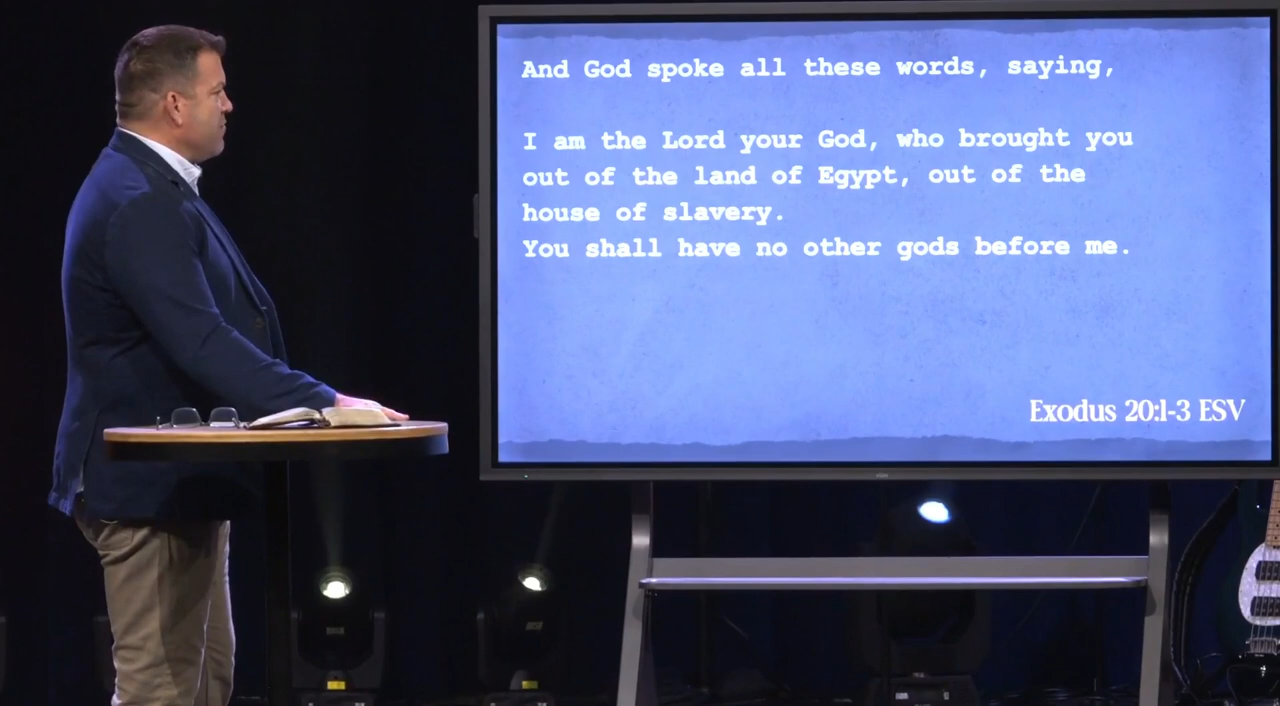 And God spoke all these words, saying,
I am the Lord your God, who brought you
out of the land of Egypt, out of the
house of slavery.
You shall have no other gods before me.
Exodus 20:1-3 ESV